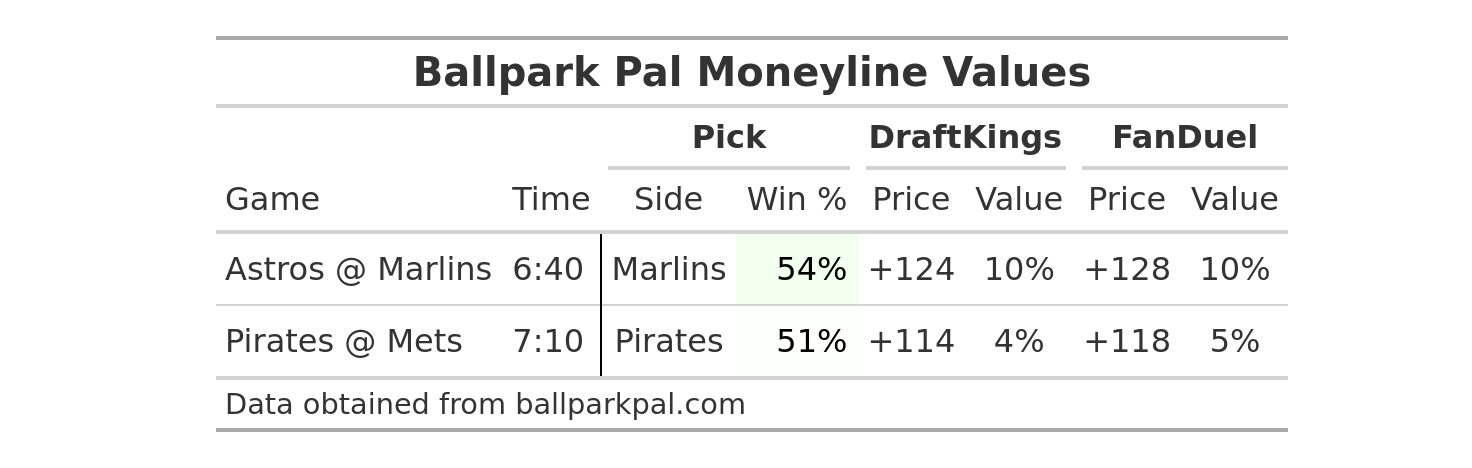 Ballpark Pal Moneyline Values
Pick DraftKings FanDuel
Game Time Side Win % Price Value Price Value
Astros @ Marlins 6:40 Marlins 54% +124 10% +128 10%
Pirates @ Mets 7:10 Pirates 51% +114 4% +118 5%
Data obtained from ballparkpal.com